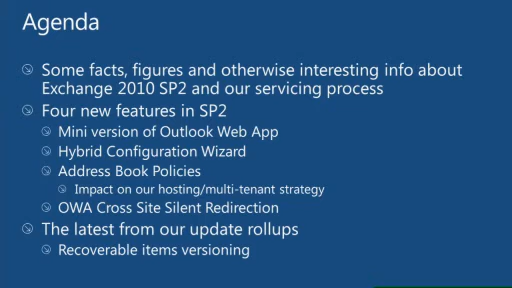 Agenda
Some facts, figures and otherwise interesting info about
Exchange 2010 SP2 and our servicing process
Four new features in SP2
Mini version of Outlook Web App
Hybrid Configuration Wizard
Address Book Policies
Impact on our hosting/multi-tenant strategy
OWA Cross Site Silent Redirection
The latest from our update rollups
Recoverable items versioning